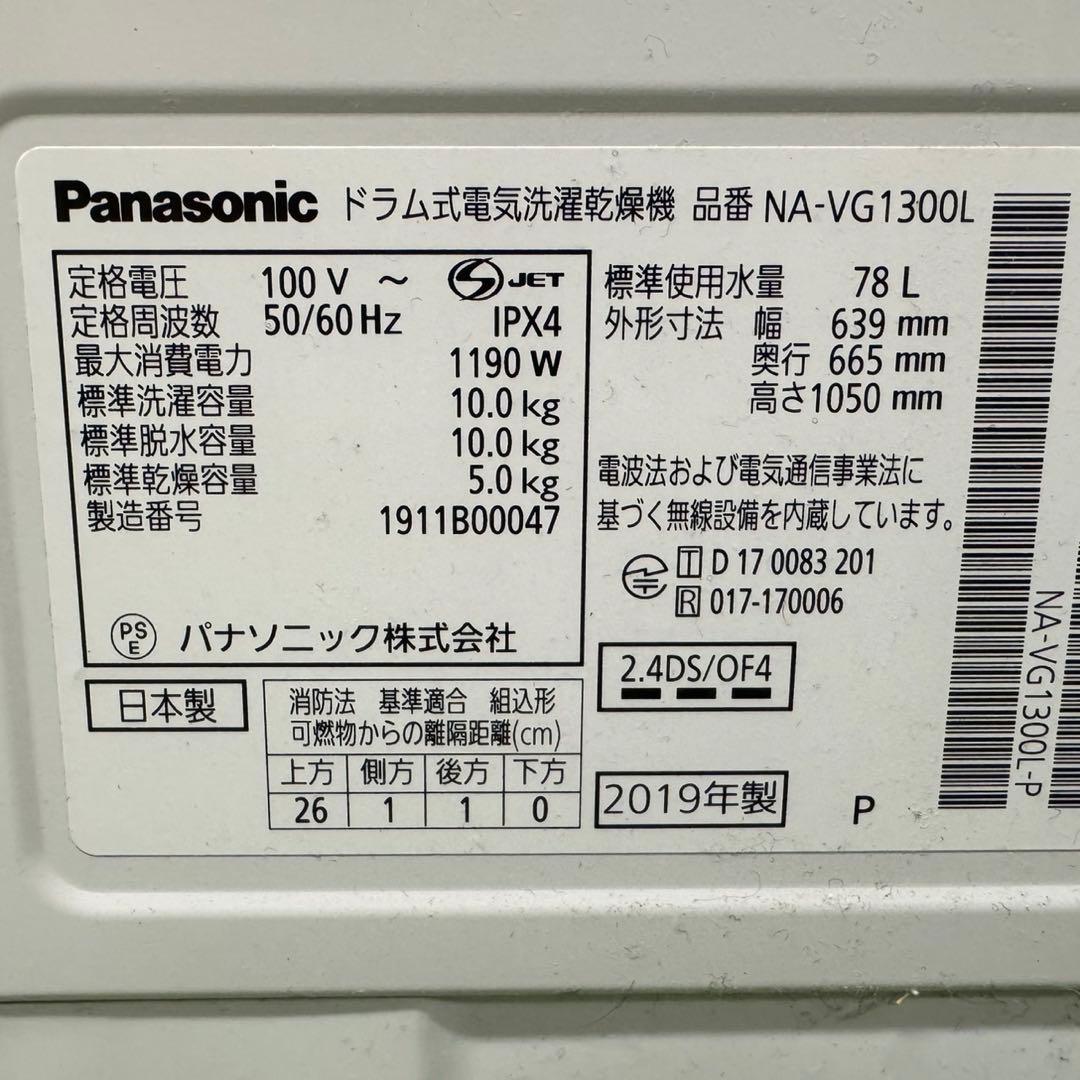 Panasonic ドラム式電気洗濯乾燥機 品番 NA-VG1300L
定格電圧 100 V ～ S JET
定格周波数 50/60 Hz IPX4
最大消費電力 1190 W
標準洗濯容量 10.0 kg
標準脱水容量 10.0 kg
標準乾燥容量 5.0 kg
製造番号 1911B00047
PS E パナソニック株式会社
標準使用水量 78 L
外形寸法 幅 639 mm
奥行 665 mm
高さ 1050 mm
電波法および電気通信事業法に
基づく無線設備を内蔵しています。
T D 17 0083 201
R 017-170006
2.4DS/OF4
日本製
消防法 基準適合 組込形
可燃物からの離隔距離(cm)
上方 側方 後方 下方
26 1 1 0
2019年製
P
NA-VG1300L-P